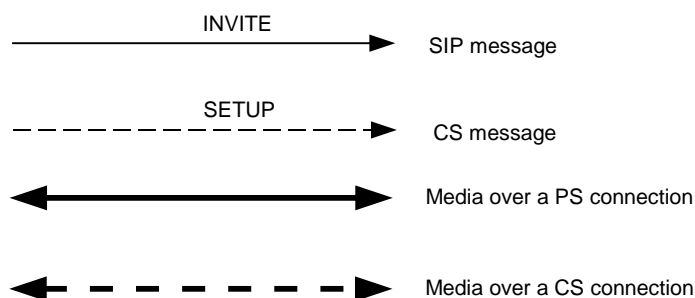 INVITE
SIP message
SETUP
CS message
Media over a PS connection
Media over a CS connection